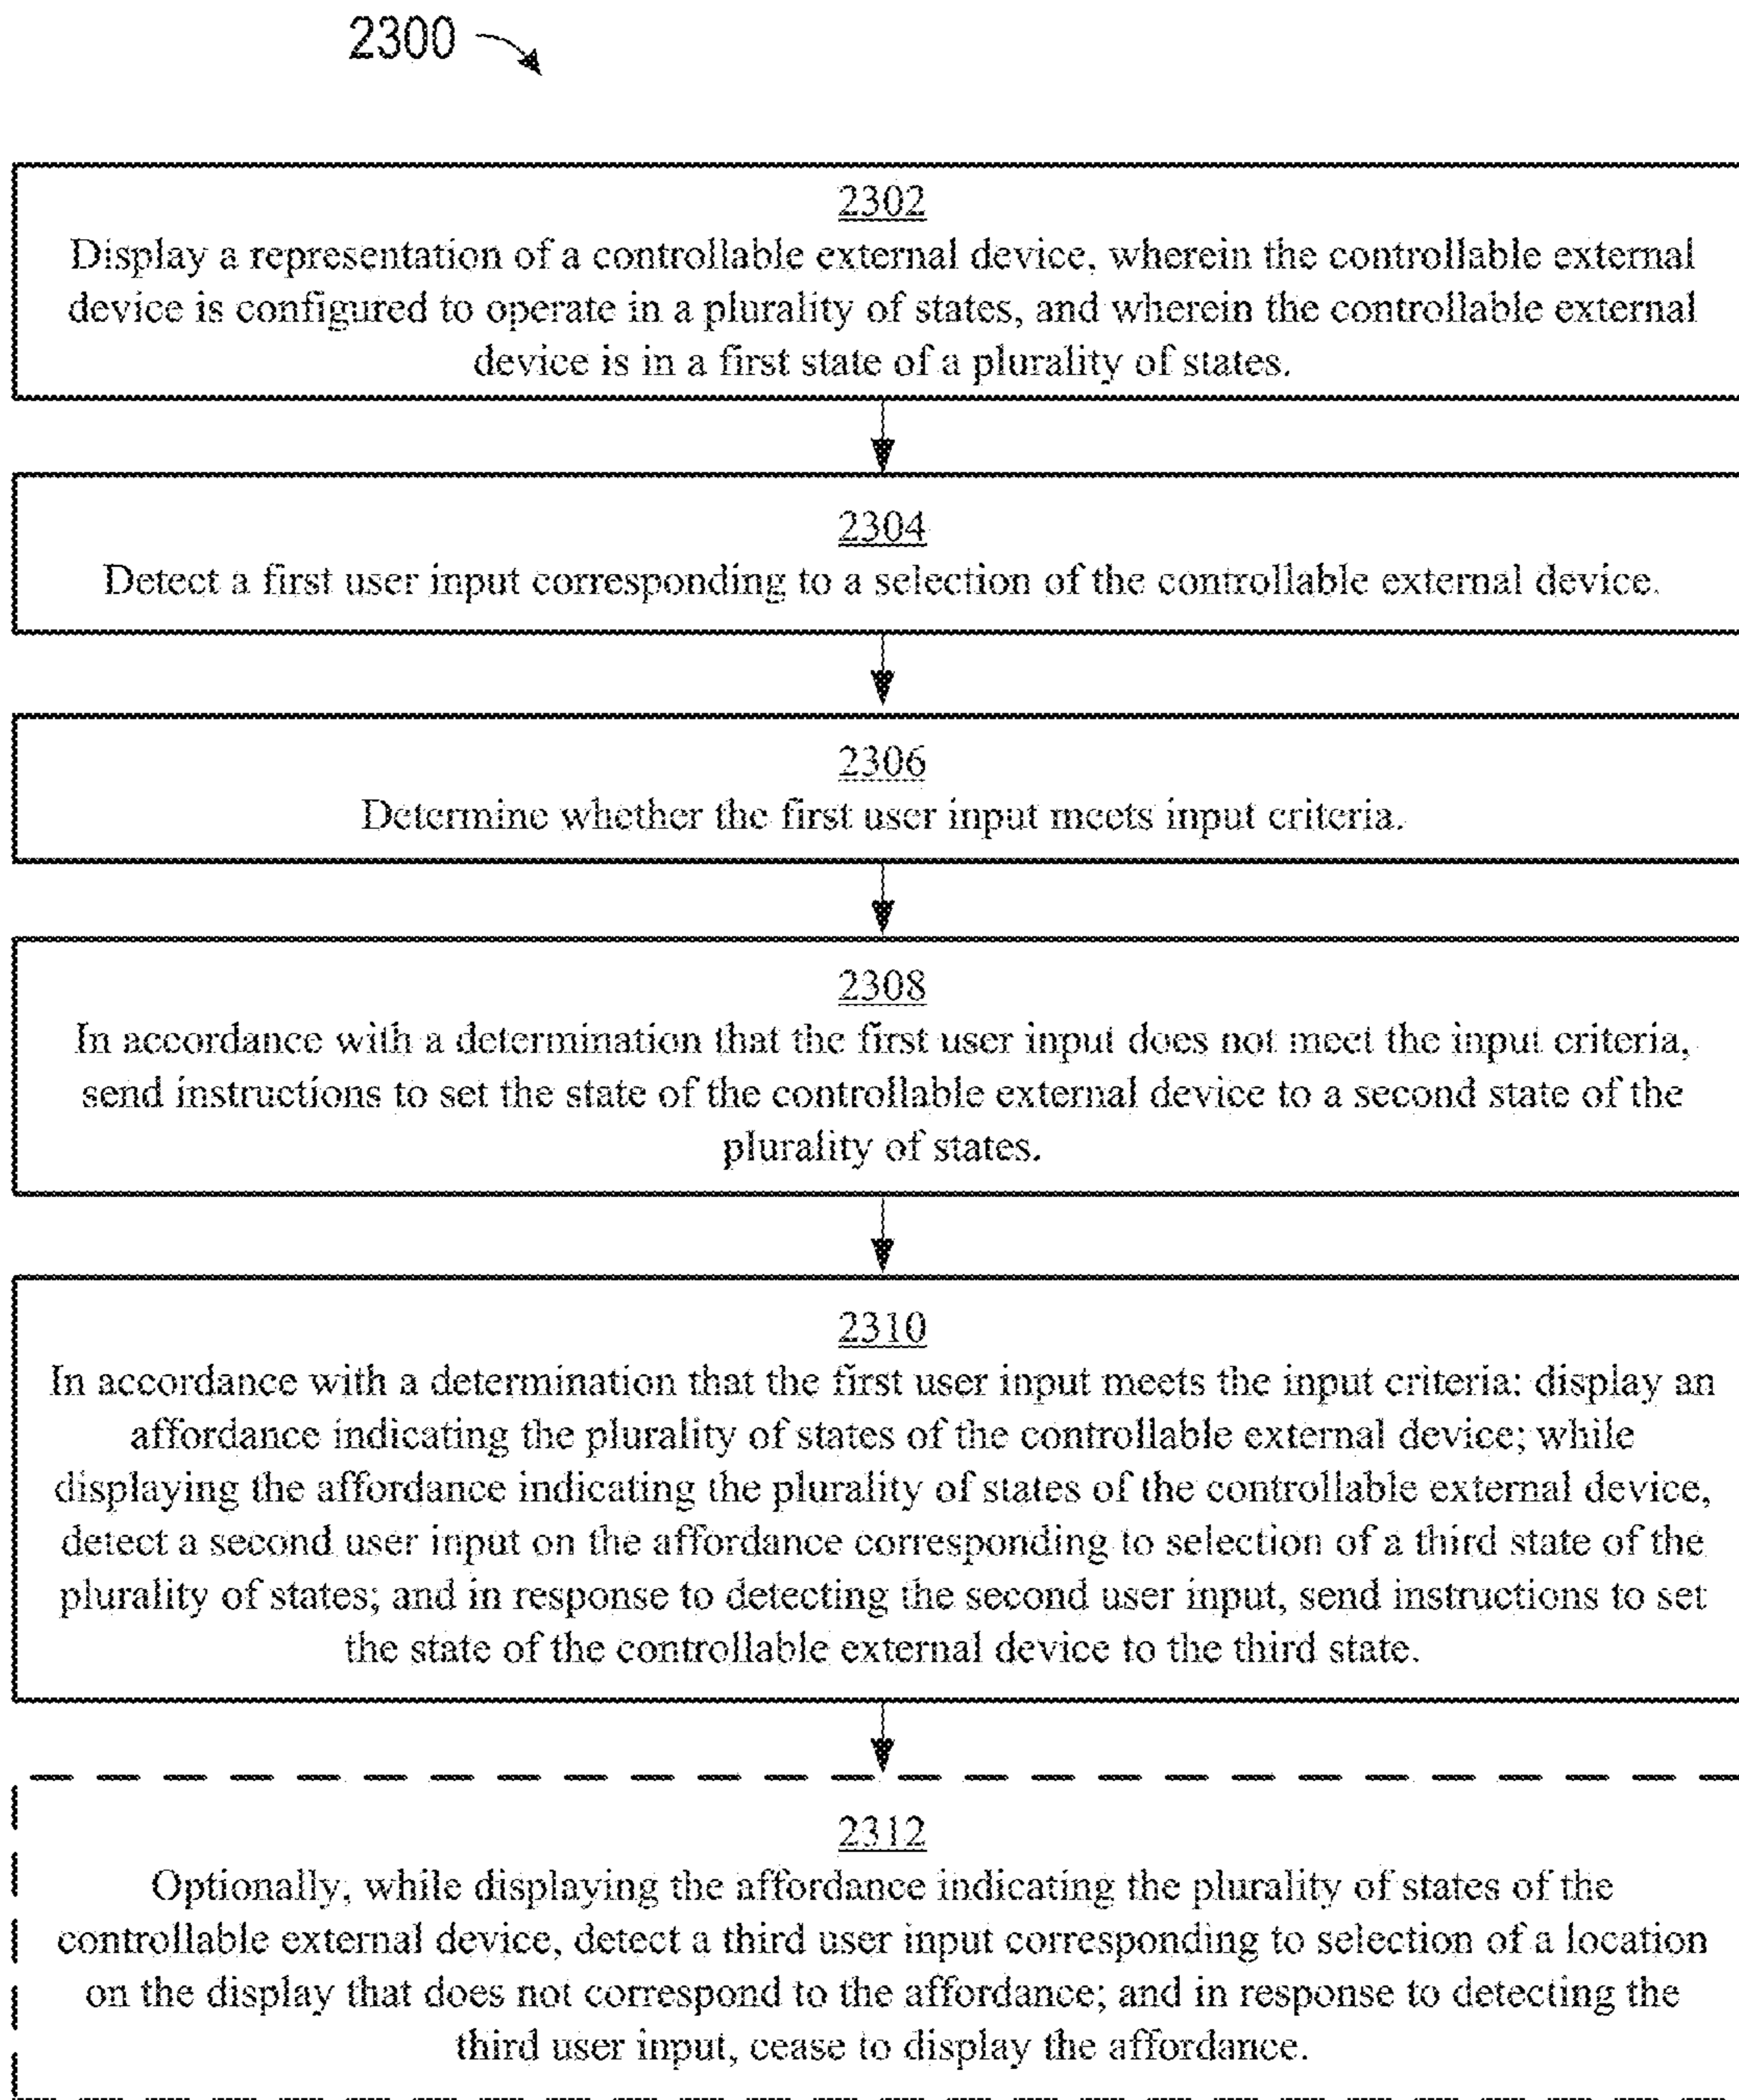 2300
2302
Display a representation of a controllable external device, wherein the controllable external
device is configured to operate in a plurality of states, and wherein the controllable external
device is in a first state of a plurality of states.
2304
Detect a first user input corresponding to a selection of the controllable external device.
2306
Determine whether the first user input meets input criteria.
2308
In accordance with a determination that the first user input does not meet the input criteria,
send instructions to set the state of the controllable external device to a second state of the
plurality of states.
2310
In accordance with a determination that the first user input meets the input criteria: display an
affordance indicating the plurality of states of the controllable external device; while
displaying the affordance indicating the plurality of states of the controllable external device,
detect a second user input on the affordance corresponding to selection of a third state of the
plurality of states; and in response to detecting the second user input, send instructions to set
the state of the controllable external device to the third state.
2312
Optionally, while displaying the affordance indicating the plurality of states of the
controllable external device, detect a third user input corresponding to selection of a location
on the display that does not correspond to the affordance; and in response to detecting the
third user input, cease to display the affordance.